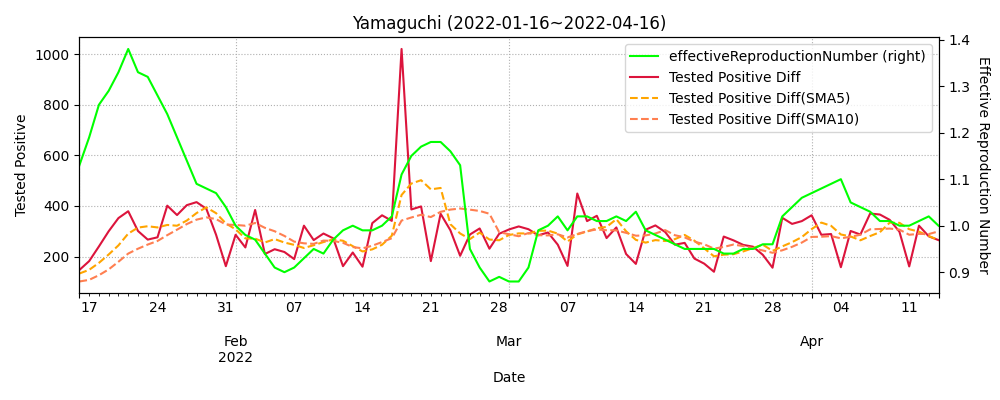 Yamaguchi (2022-01-16~2022-04-16)
effectiveReproductionNumber (right)
Tested Positive Diff
Tested Positive Diff(SMA5)
Tested Positive Diff(SMA10)
Tested Positive
1000
800
600
400
200
1.4
1.3
1.2
1.1
1.0
0.9
Effective Reproduction Number
17 24 31 07 14 21 28 07 14 21 28 04 11
Feb Mar Apr
2022
Date